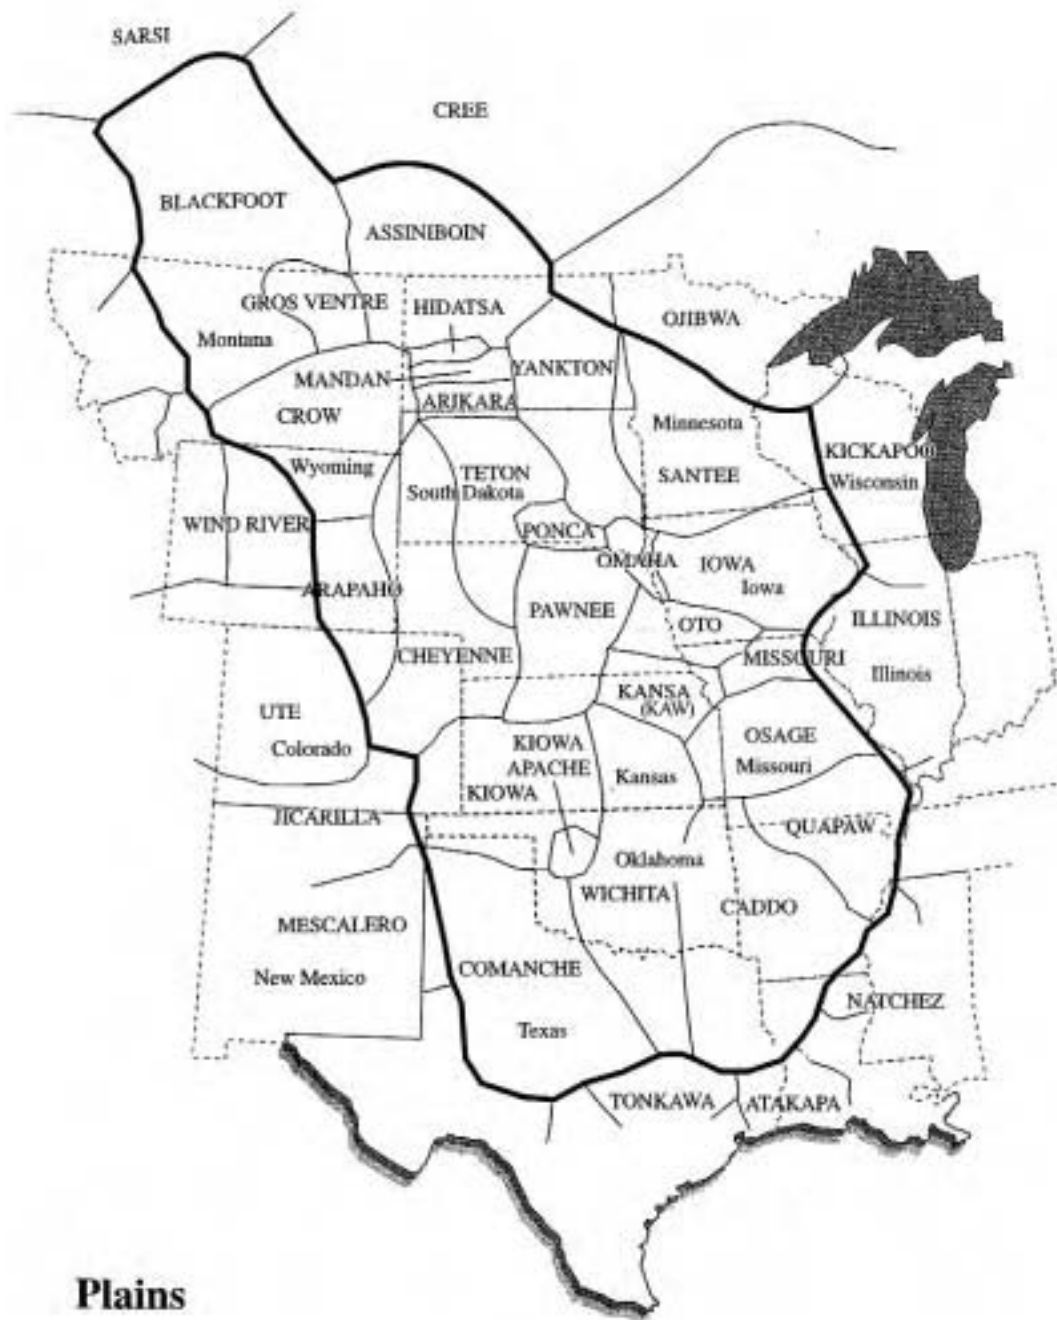 SARSI
CREE
BLACKFOOT
ASSINIBOIN
GROS VENTRE
HIDATSA
OJIBWA
Montana
MANDAN
YANKTON
CROW
ARIKARA
Minnesota
KICKAPOO
Wyoming
TETON
South Dakota
SANTEE
Wisconsin
WIND RIVER
PONCA
OMAHA
IOWA
Iowa
ARAPAHO
PAWNEE
OTO
ILLINOIS
CHEYENNE
MISSOURI
Illinois
KANSA
(KAW)
UTE
Colorado
KIOWA
APACHE
OSAGE
Missouri
KIOWA
Kansas
JICARILLA
QUAPAW
Oklahoma
WICHITA
CADDO
MESCALERO
New Mexico
COMANCHE
NATCHEZ
Texas
TONKAWA
ATAKAPA
Plains